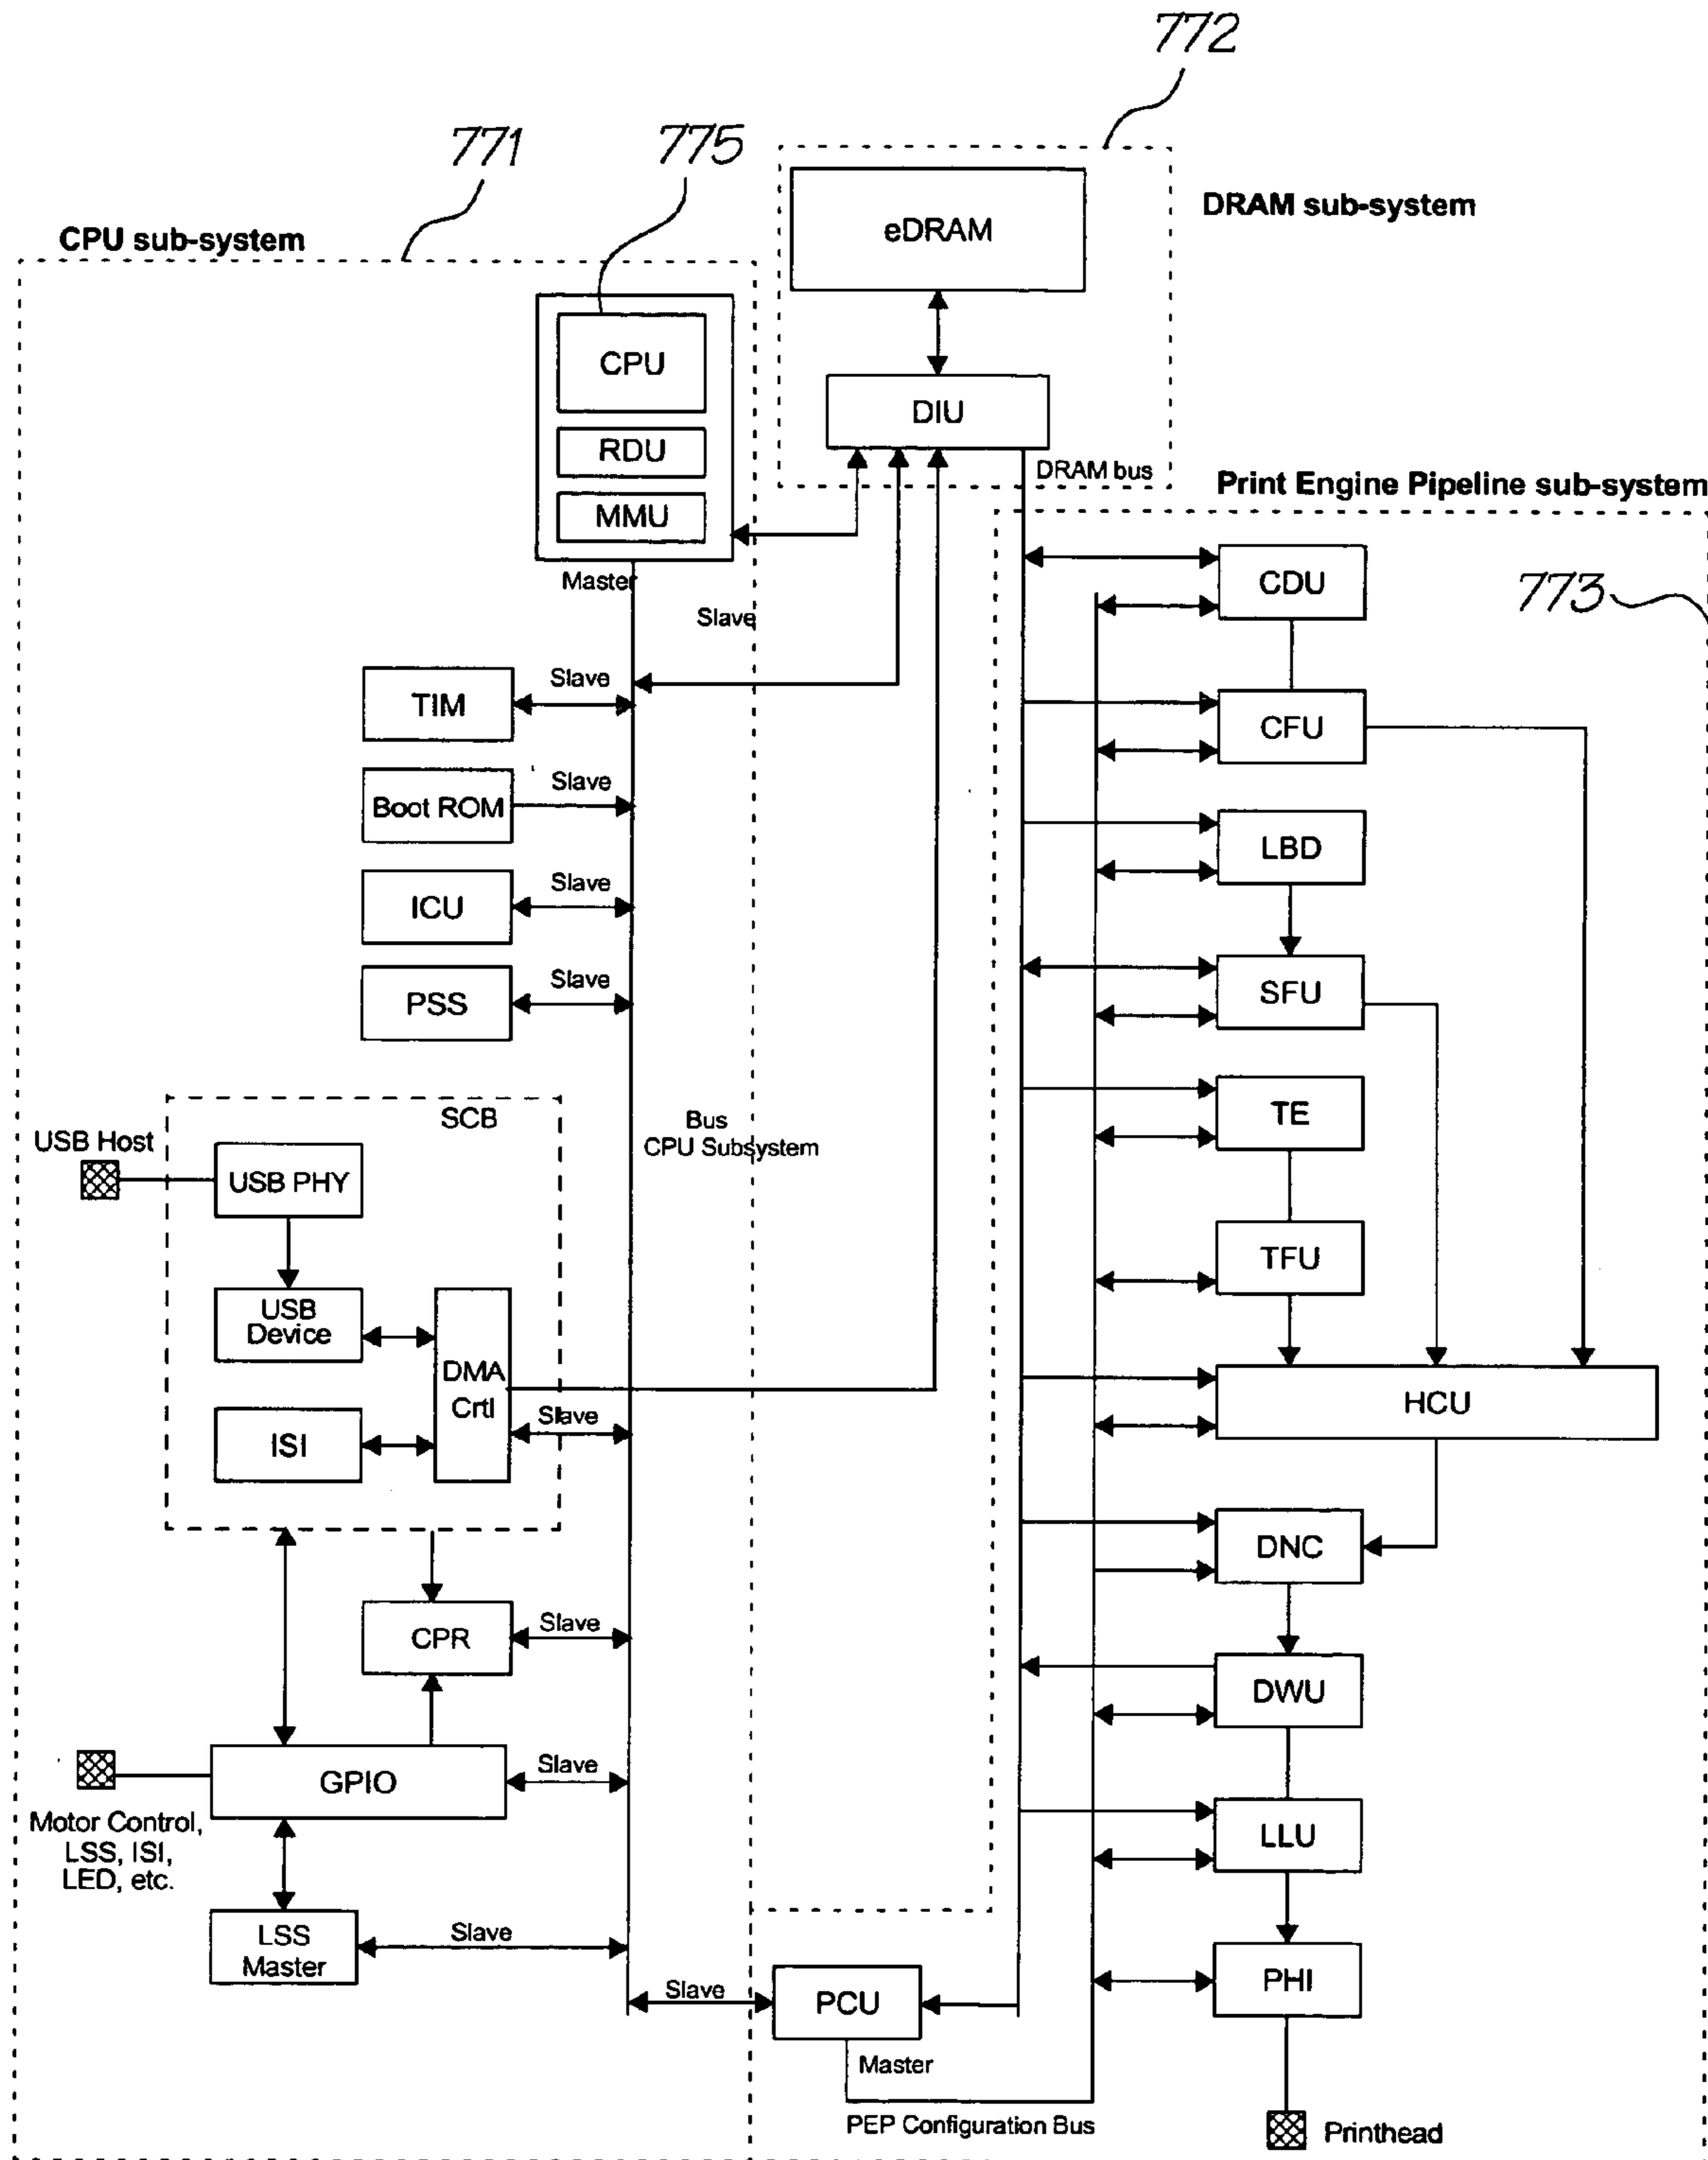 772
771
775
DRAM sub-system
CPU sub-system
eDRAM
CPU
DIU
RDU
DRAM bus
Print Engine Pipeline sub-system
MMU
Master
CDU
773
Slave
Slave
TIM
CFU
Slave
Boot ROM
LBD
Slave
ICU
Slave
PSS
SFU
SCB
TE
USB Host
Bus
CPU Subsystem
USB PHY
TFU
USB
Device
DMA
Crtl
HCU
Slave
ISI
DNC
Slave
CPR
DWU
Slave
GPIO
Motor Control,
LSS, ISI,
LED, etc.
LLU
Slave
LSS
Master
PHI
Slave
PCU
Master
PEP Configuration Bus
Printhead